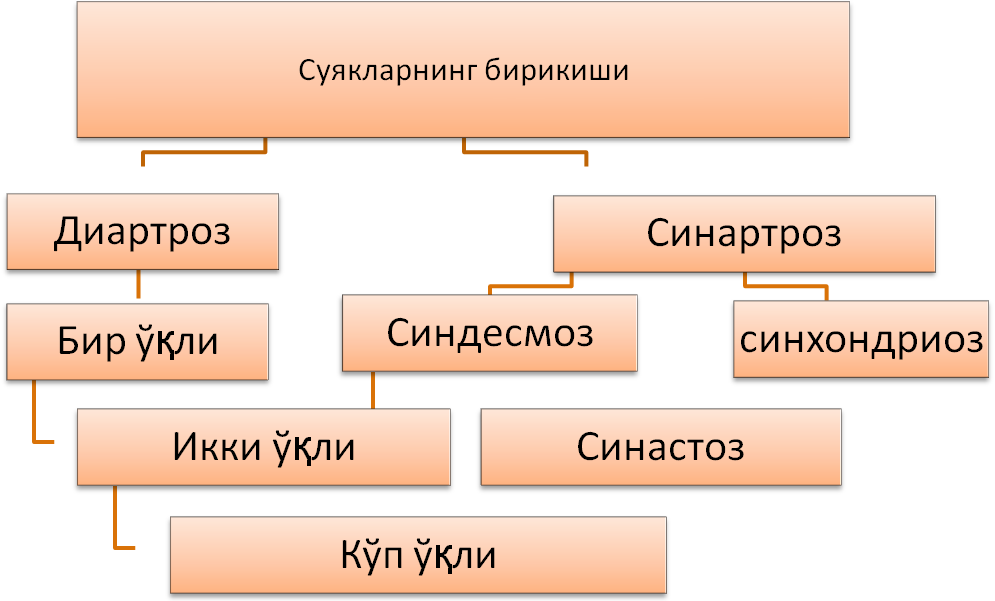 Суякларнинг бирикиши
Диартроз
Синартроз
Бир ўқли
Синдесмоз
синхондриоз
Икки ўқли
Синастоз
Кўп ўқли